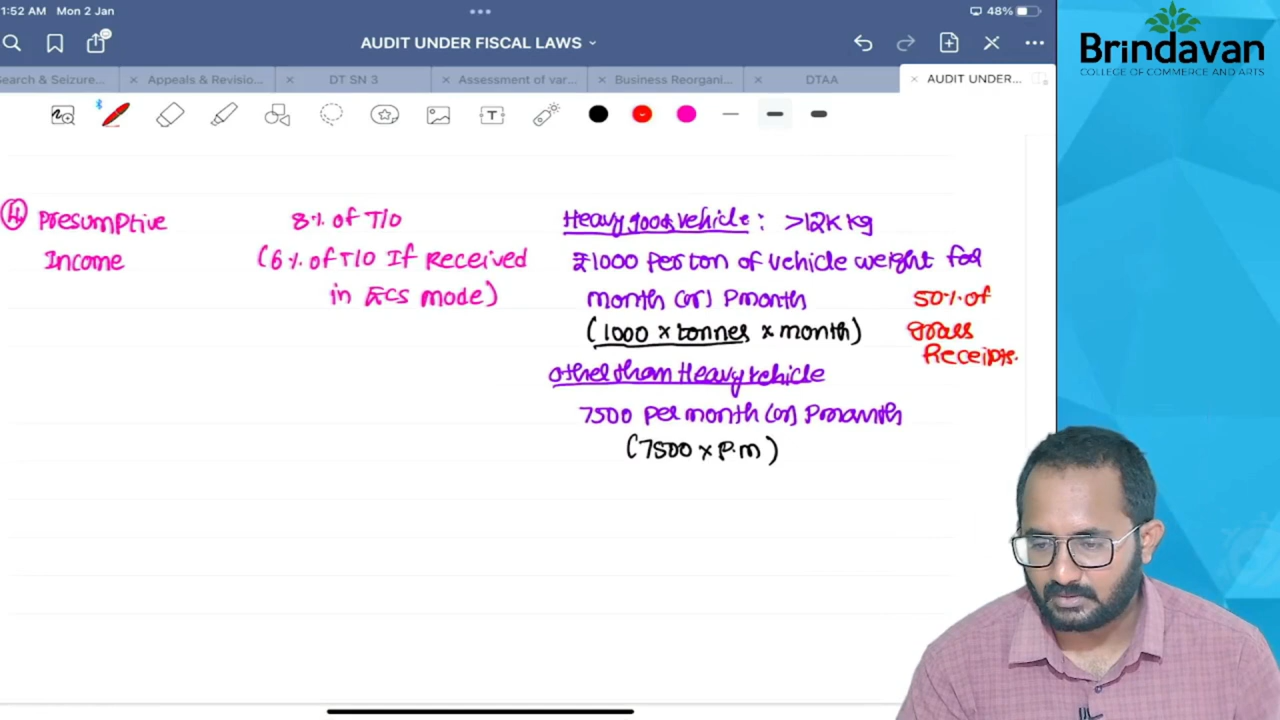 1:52 AM Mon 2 Jan
48%
AUDIT UNDER FISCAL LAWS
Brindavan
COLLEGE OF COMMERCE AND ARTS
earch & Seizure...
Appeals & Revisio...
DT SN 3
Assessment of var...
Business Reorgani...
DTAA
AUDIT UNDER...
T
④ Presumptive
Income
8% of T/O
(6% of T/O If Received
in ECS mode)
Heavy goods vehicle: >12K Kg
₹1000 Per ton of vehicle weight for
month (or) Pmonth
(1000 × tonnes × month)
other than Heavy vehicle
7500 per month (or) Pmonth
(7500 × P.m)
50% of
Gross
Receipts.